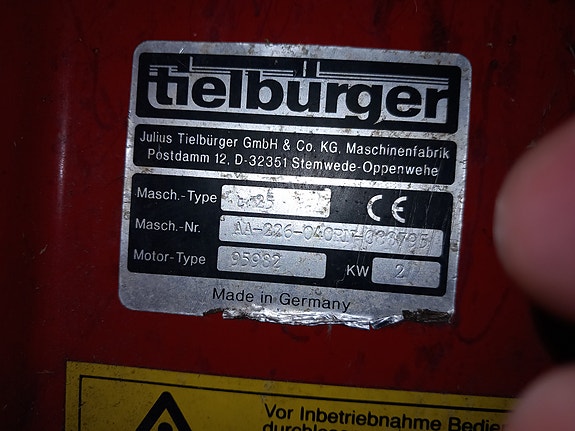 tielbürger
Julius Tielbürger GmbH & Co. KG. Maschinenfabrik
Postdamm 12, D-32351 Stemwede-Oppenwehe
Masch.-Type
CE
Masch.-Nr.
Motor-Type 95982 KW 2
Made in Germany
Vor Inbetriebnahme